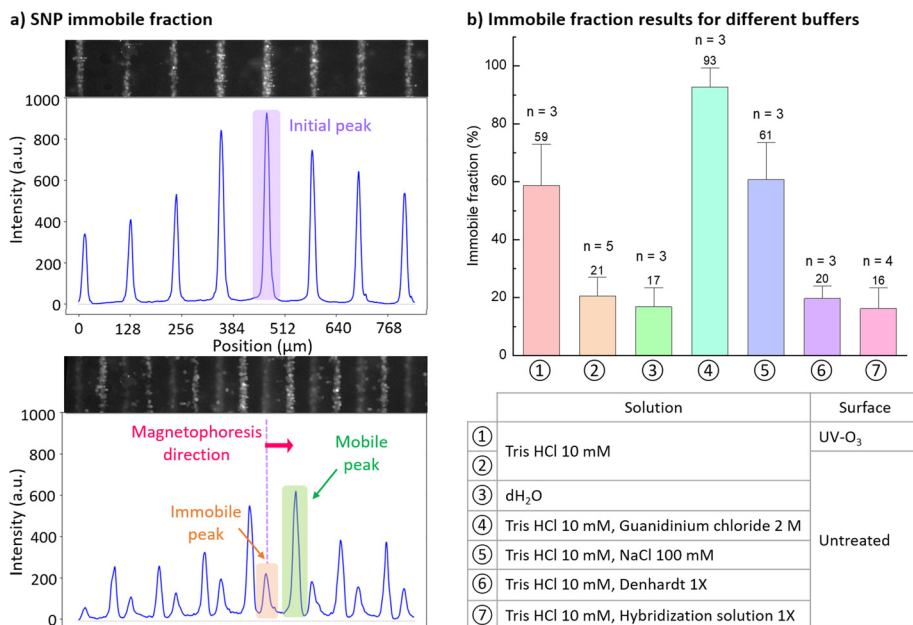 a) SNP immobile fraction
1000
800
600
400
200
0
Intensity (a.u.)
Initial peak
0 128 256 384 512 640 768
Position (µm)
1000
800
600
400
200
0
Intensity (a.u.)
Magnetophoresis
direction
Mobile
peak
Immobile
peak
b) Immobile fraction results for different buffers
100
80
60
40
20
0
Immobile fraction (%)
n = 3
59
n = 5
21
n = 3
17
n = 3
93
n = 3
61
n = 3
20
n = 4
16
① ② ③ ④ ⑤ ⑥ ⑦
Solution Surface
① Tris HCl 10 mM UV-O₃
② Untreated
③ dH₂O
④ Tris HCl 10 mM, Guanidinium chloride 2 M
⑤ Tris HCl 10 mM, NaCl 100 mM
⑥ Tris HCl 10 mM, Denhardt 1X
⑦ Tris HCl 10 mM, Hybridization solution 1X